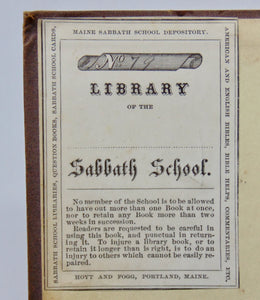 MAINE SABBATH SCHOOL DEPOSITORY.
No 79
LIBRARY
OF THE
Sabbath School.
No member of the School is to be allowed
to have out more than one Book at once,
nor to retain any Book more than two
weeks in succession.
Readers are requested to be careful in
using this book, and punctual in return-
ing it. To injure a library book, or to
retain it longer than is right, is to do an
injury to others which cannot be easily re-
paired.
HOYT AND FOGG, PORTLAND, MAINE.
SABBATH SCHOOL LIBRARIES, QUESTION BOOKS, SABBATH SCHOOL CARDS,
AMERICAN AND ENGLISH BIBLES, BIBLE HELPS, COMMENTARIES, ETC.